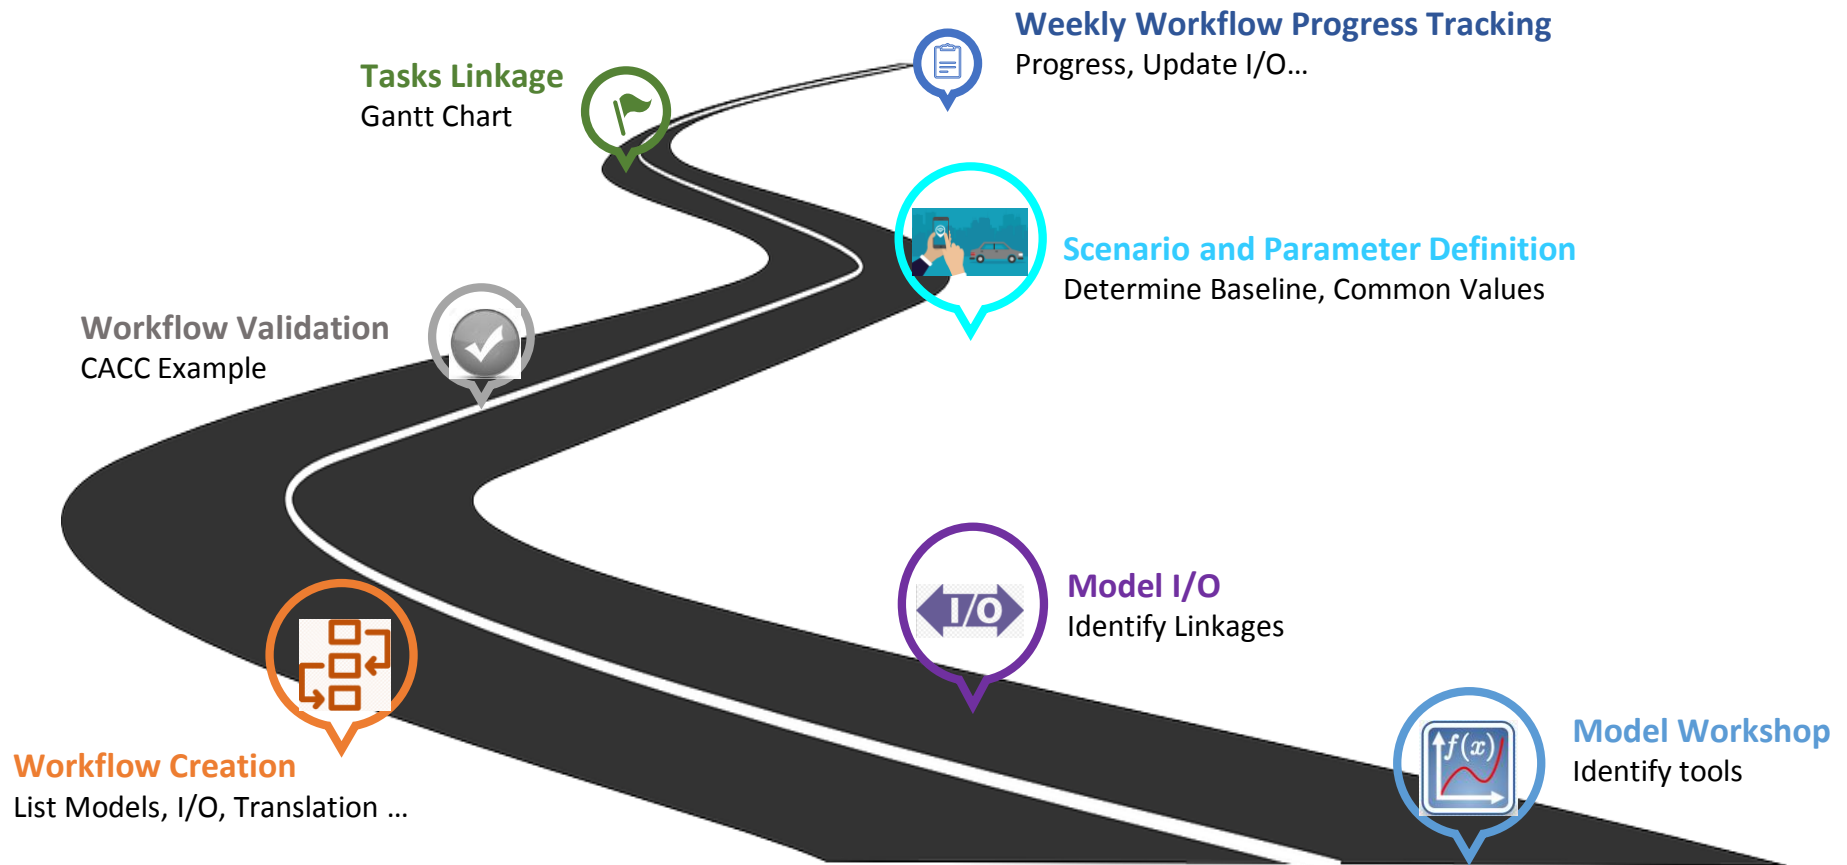 Weekly Workflow Progress Tracking
Progress, Update I/O...
Tasks Linkage
Gantt Chart
Scenario and Parameter Definition
Determine Baseline, Common Values
Workflow Validation
CACC Example
I/O
Model I/O
Identify Linkages
f(x)
Model Workshop
Identify tools
Workflow Creation
List Models, I/O, Translation ...